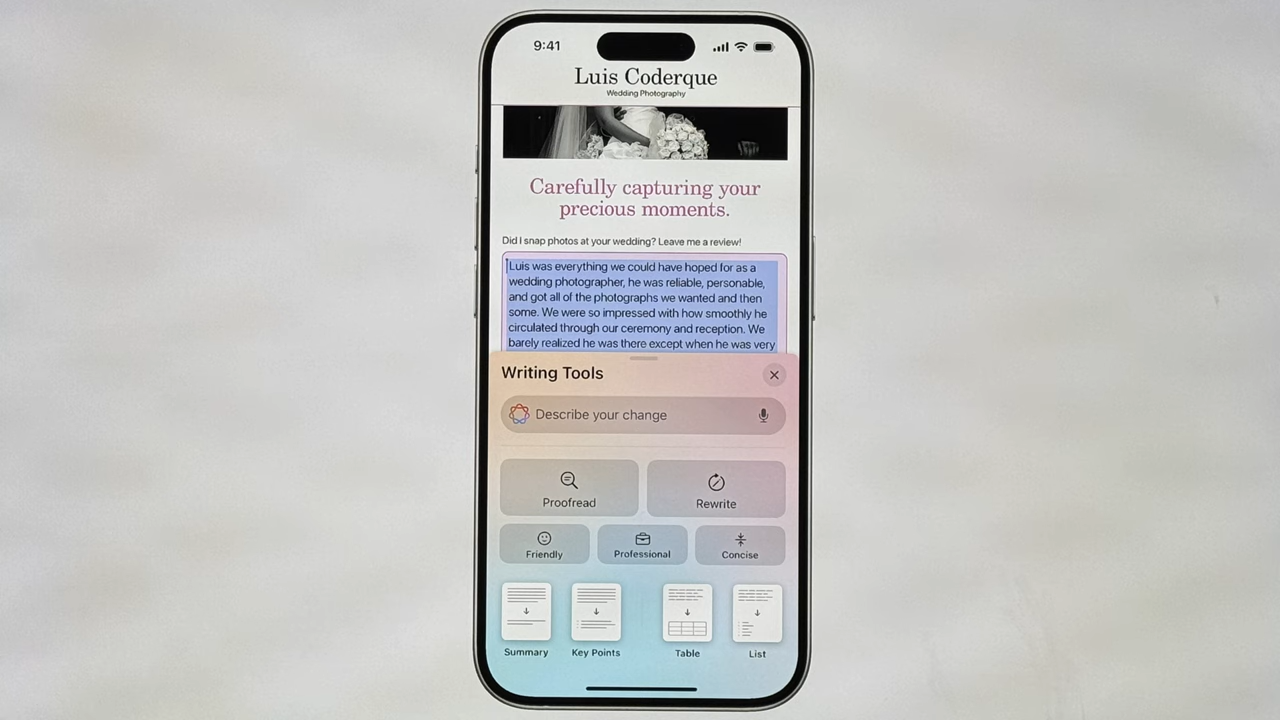 9:41
Luis Coderque
Wedding Photography
Carefully capturing your
precious moments.
Did I snap photos at your wedding? Leave me a review!
Luis was everything we could have hoped for as a
wedding photographer, he was reliable, personable,
and got all of the photographs we wanted and then
some. We were so impressed with how smoothly he
circulated through our ceremony and reception. We
barely realized he was there except when he was very
Writing Tools
Describe your change
Proofread
Rewrite
Friendly
Professional
Concise
Summary
Key Points
Table
List